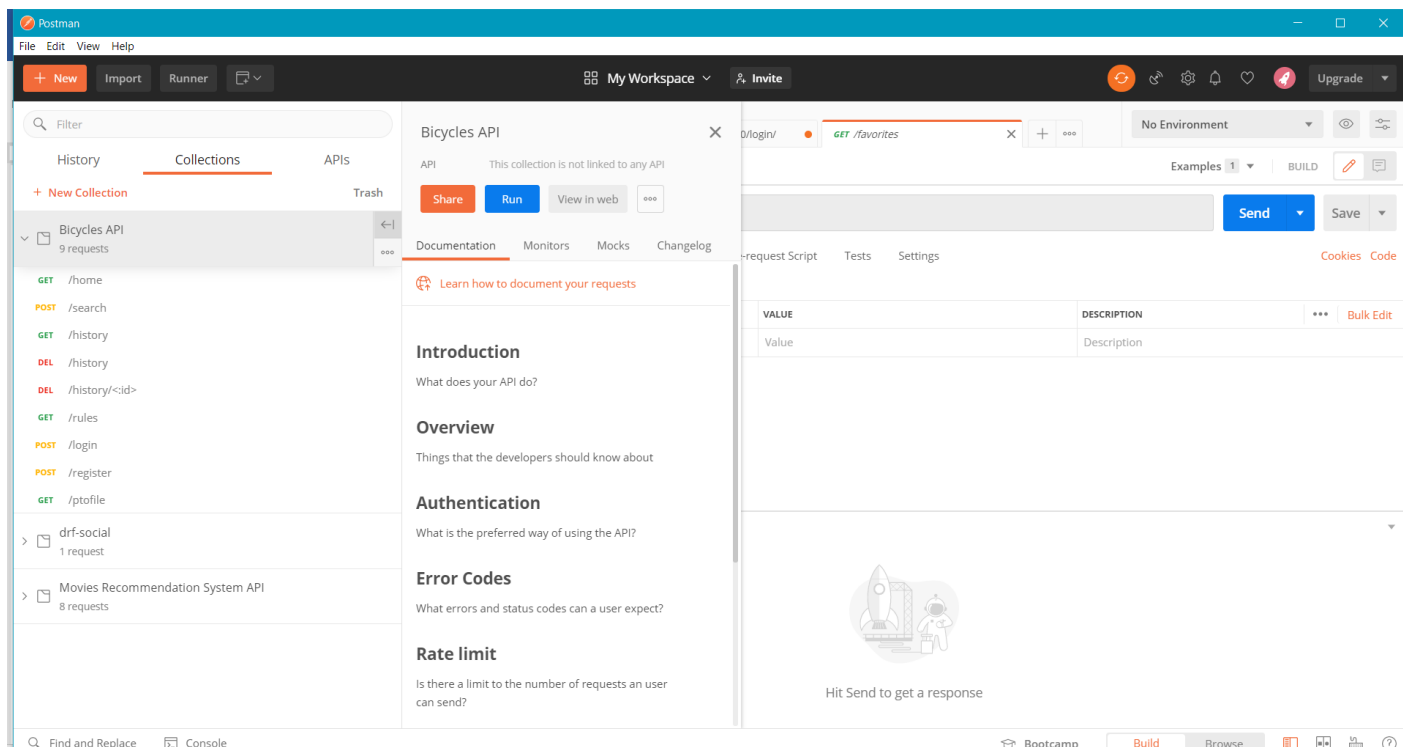 Postman
File Edit View Help
+ New Import Runner My Workspace Invite Upgrade
Filter
History Collections APIs
+ New Collection Trash
Bicycles API
9 requests
GET /home
POST /search
GET /history
DEL /history
DEL /history/<:id>
GET /rules
POST /login
POST /register
GET /ptofile
drf-social
1 request
Movies Recommendation System API
8 requests
Bicycles API
API This collection is not linked to any API
Share Run View in web
Documentation Monitors Mocks Changelog
Learn how to document your requests
Introduction
What does your API do?
Overview
Things that the developers should know about
Authentication
What is the preferred way of using the API?
Error Codes
What errors and status codes can a user expect?
Rate limit
Is there a limit to the number of requests an user
can send?
0/login/ GET /favorites No Environment
Examples 1 BUILD
Send Save
-request Script Tests Settings Cookies Code
VALUE DESCRIPTION Bulk Edit
Value Description
Hit Send to get a response
Find and Replace Console Bootcamp Build Browse